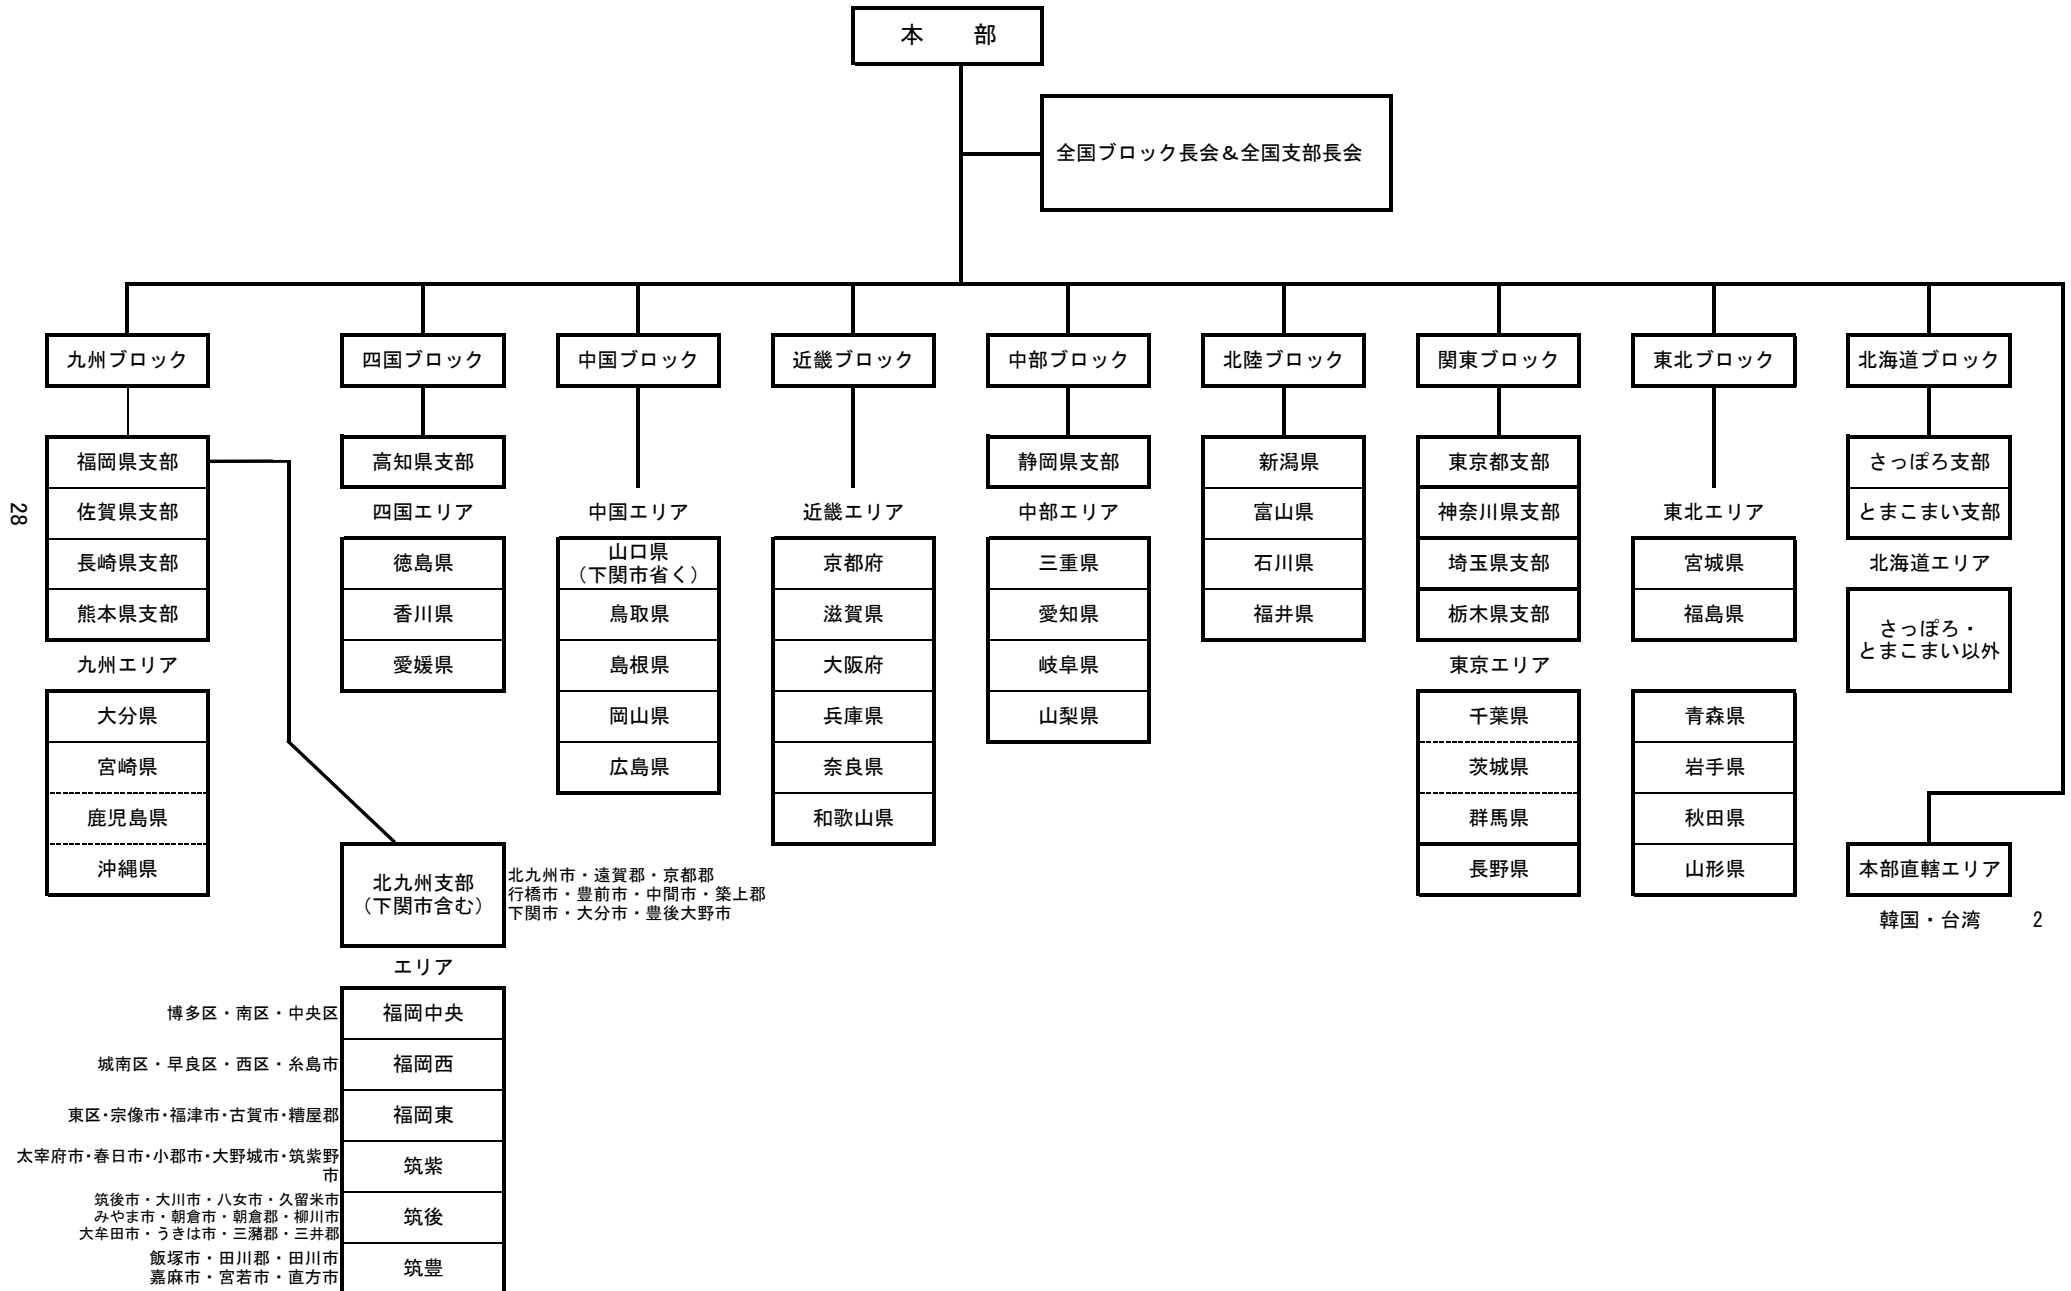 本　部
全国ブロック長会＆全国支部長会
九州ブロック
福岡県支部
佐賀県支部
長崎県支部
熊本県支部
九州エリア
大分県
宮崎県
鹿児島県
沖縄県
四国ブロック
高知県支部
四国エリア
徳島県
香川県
愛媛県
中国ブロック
中国エリア
山口県
（下関市省く）
鳥取県
島根県
岡山県
広島県
近畿ブロック
近畿エリア
京都府
滋賀県
大阪府
兵庫県
奈良県
和歌山県
中部ブロック
静岡県支部
中部エリア
三重県
愛知県
岐阜県
山梨県
北陸ブロック
新潟県
富山県
石川県
福井県
関東ブロック
東京都支部
神奈川県支部
埼玉県支部
栃木県支部
東京エリア
千葉県
茨城県
群馬県
長野県
東北ブロック
東北エリア
宮城県
福島県
青森県
岩手県
秋田県
山形県
北海道ブロック
さっぽろ支部
とまこまい支部
北海道エリア
さっぽろ・
とまこまい以外
本部直轄エリア
韓国・台湾　2
28
北九州支部
（下関市含む）
北九州市・遠賀郡・京都郡
行橋市・豊前市・中間市・築上郡
下関市・大分市・豊後大野市
エリア
博多区・南区・中央区
福岡中央
城南区・早良区・西区・糸島市
福岡西
東区・宗像市・福津市・古賀市・糟屋郡
福岡東
太宰府市・春日市・小郡市・大野城市・筑紫野
市
筑紫
筑後市・大川市・八女市・久留米市
みやま市・朝倉市・朝倉郡・柳川市
大牟田市・うきは市・三潴郡・三井郡
筑後
飯塚市・田川郡・田川市
嘉麻市・宮若市・直方市
筑豊